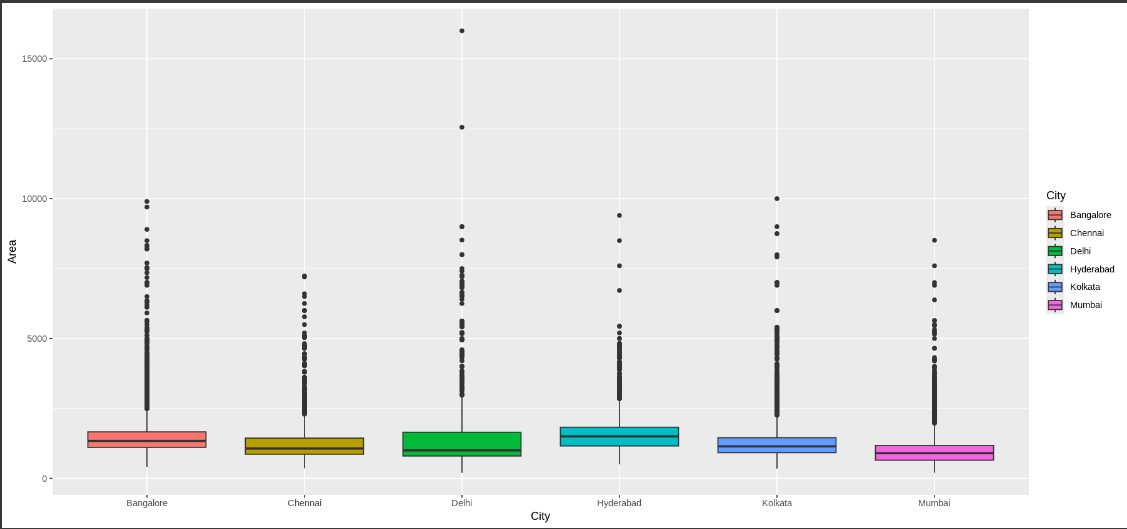 15000
10000
5000
0
Area
Bangalore
Chennai
Delhi
Hyderabad
Kolkata
Mumbai
City
City
Bangalore
Chennai
Delhi
Hyderabad
Kolkata
Mumbai